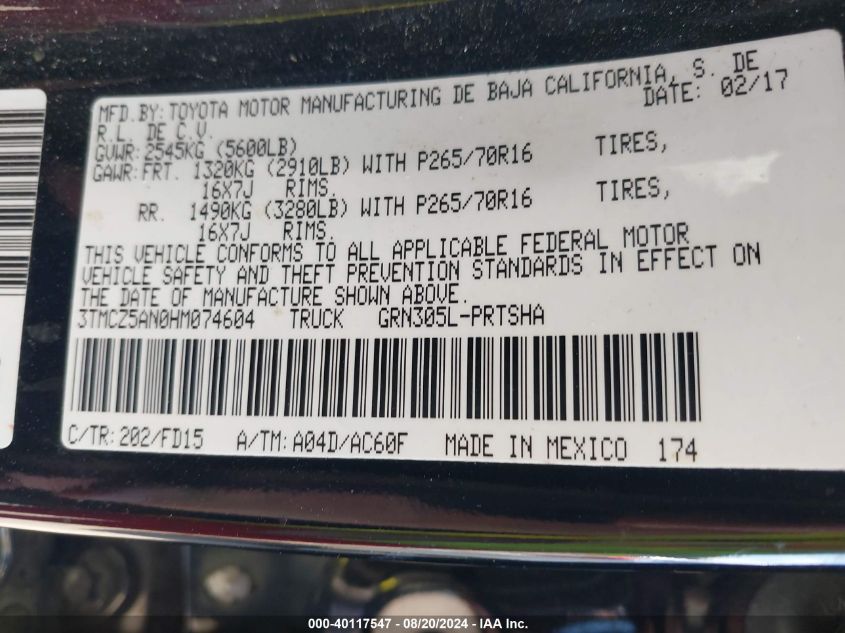 MFD.BY: TOYOTA MOTOR MANUFACTURING DE BAJA CALIFORNIA, S. DE
R.L. DE C.V. DATE: 02/17
GVWR: 2545KG (5600LB)
GAWR: FRT. 1320KG (2910LB) WITH P265/70R16 TIRES,
16X7J RIMS.
RR. 1490KG (3280LB) WITH P265/70R16 TIRES,
16X7J RIMS.
THIS VEHICLE CONFORMS TO ALL APPLICABLE FEDERAL MOTOR
VEHICLE SAFETY AND THEFT PREVENTION STANDARDS IN EFFECT ON
THE DATE OF MANUFACTURE SHOWN ABOVE.
3TMCZ5AN0HM074604 TRUCK GRN305L-PRTSHA
C/TR: 202/FD15 A/TM: A04D/AC60F MADE IN MEXICO 174
000-40117547 - 08/20/2024 - IAA Inc.